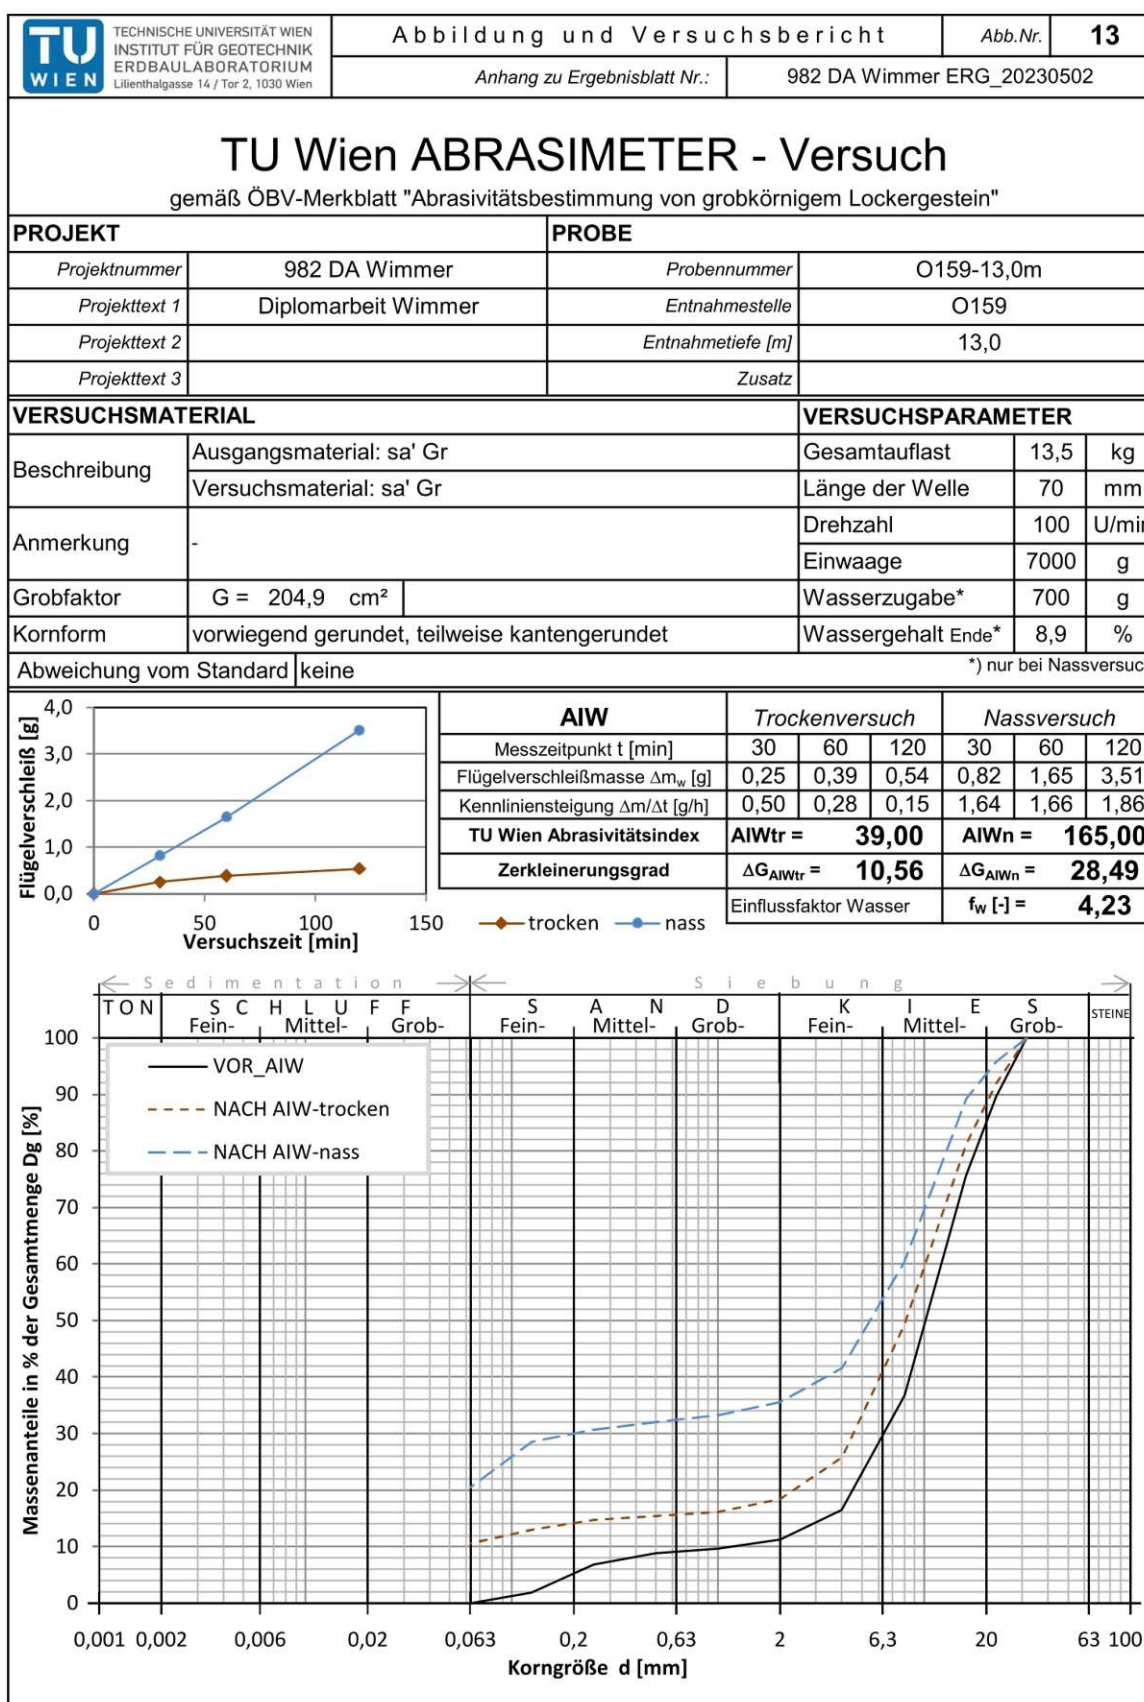 TU WIEN
TECHNISCHE UNIVERSITÄT WIEN
INSTITUT FÜR GEOTECHNIK
ERDBAULABORATORIUM
Lilienthalgasse 14 / Tor 2, 1030 Wien
Abbildung und Versuchsbericht Abb.Nr. 13
Anhang zu Ergebnisblatt Nr.: 982 DA Wimmer ERG_20230502
TU Wien ABRASIMETER - Versuch
gemäß ÖBV-Merkblatt "Abrasivitätsbestimmung von grobkörnigem Lockergestein"
PROJEKT PROBE
Projektnummer 982 DA Wimmer Probennummer O159-13,0m
Projekttext 1 Diplomarbeit Wimmer Entnahmestelle O159
Projekttext 2 Entnahmetiefe [m] 13,0
Projekttext 3 Zusatz
VERSUCHSMATERIAL VERSUCHSPARAMETER
Beschreibung Ausgangsmaterial: sa' Gr Gesamtauflast 13,5 kg
Versuchsmaterial: sa' Gr Länge der Welle 70 mm
Anmerkung - Drehzahl 100 U/min
Einwaage 7000 g
Grobfaktor G = 204,9 cm² Wasserzugabe* 700 g
Kornform vorwiegend gerundet, teilweise kantengerundet Wassergehalt Ende* 8,9 %
Abweichung vom Standard keine *) nur bei Nassversuc
Flügelverschleiß [g]
4,0
3,0
2,0
1,0
0,0
0 50 100 150
Versuchszeit [min]
trocken nass
AIW Trockenversuch Nassversuch
Messzeitpunkt t [min] 30 60 120 30 60 120
Flügelverschleißmasse Δm_w [g] 0,25 0,39 0,54 0,82 1,65 3,51
Kennliniensteigung Δm/Δt [g/h] 0,50 0,28 0,15 1,64 1,66 1,86
TU Wien Abrasivitätsindex AIWtr = 39,00 AIWn = 165,00
Zerkleinerungsgrad ΔG_AIWtr = 10,56 ΔG_AIWn = 28,49
Einflussfaktor Wasser f_W [-] = 4,23
Sedimentation Siebung
TON SCHLUFF SAND KIES STEINE
Fein- Mittel- Grob- Fein- Mittel- Grob- Fein- Mittel- Grob-
VOR_AIW
NACH AIW-trocken
NACH AIW-nass
Massenanteile in % der Gesamtmenge Dg [%]
100
90
80
70
60
50
40
30
20
10
0
0,001 0,002 0,006 0,02 0,063 0,2 0,63 2 6,3 20 63 100
Korngröße d [mm]